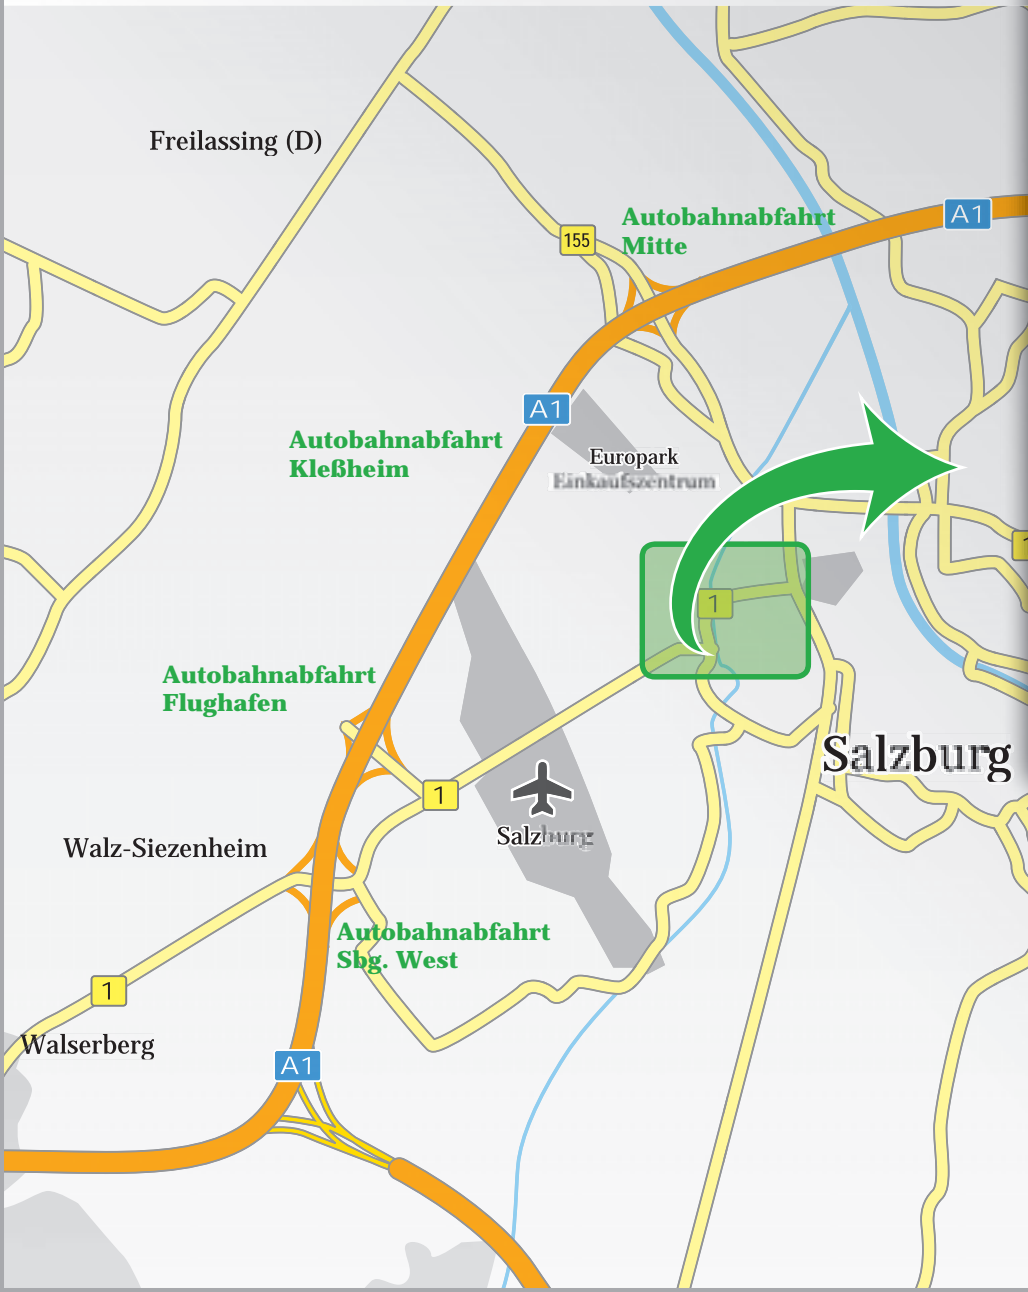 Freilassing (D)
Autobahnabfahrt
Mitte
A1
155
A1
Autobahnabfahrt
Kleßheim
Europark
Einkaufszentrum
1
1
Autobahnabfahrt
Flughafen
Salzburg
1
Salzburg
Walz-Siezenheim
Autobahnabfahrt
Sbg. West
1
Walserberg
A1